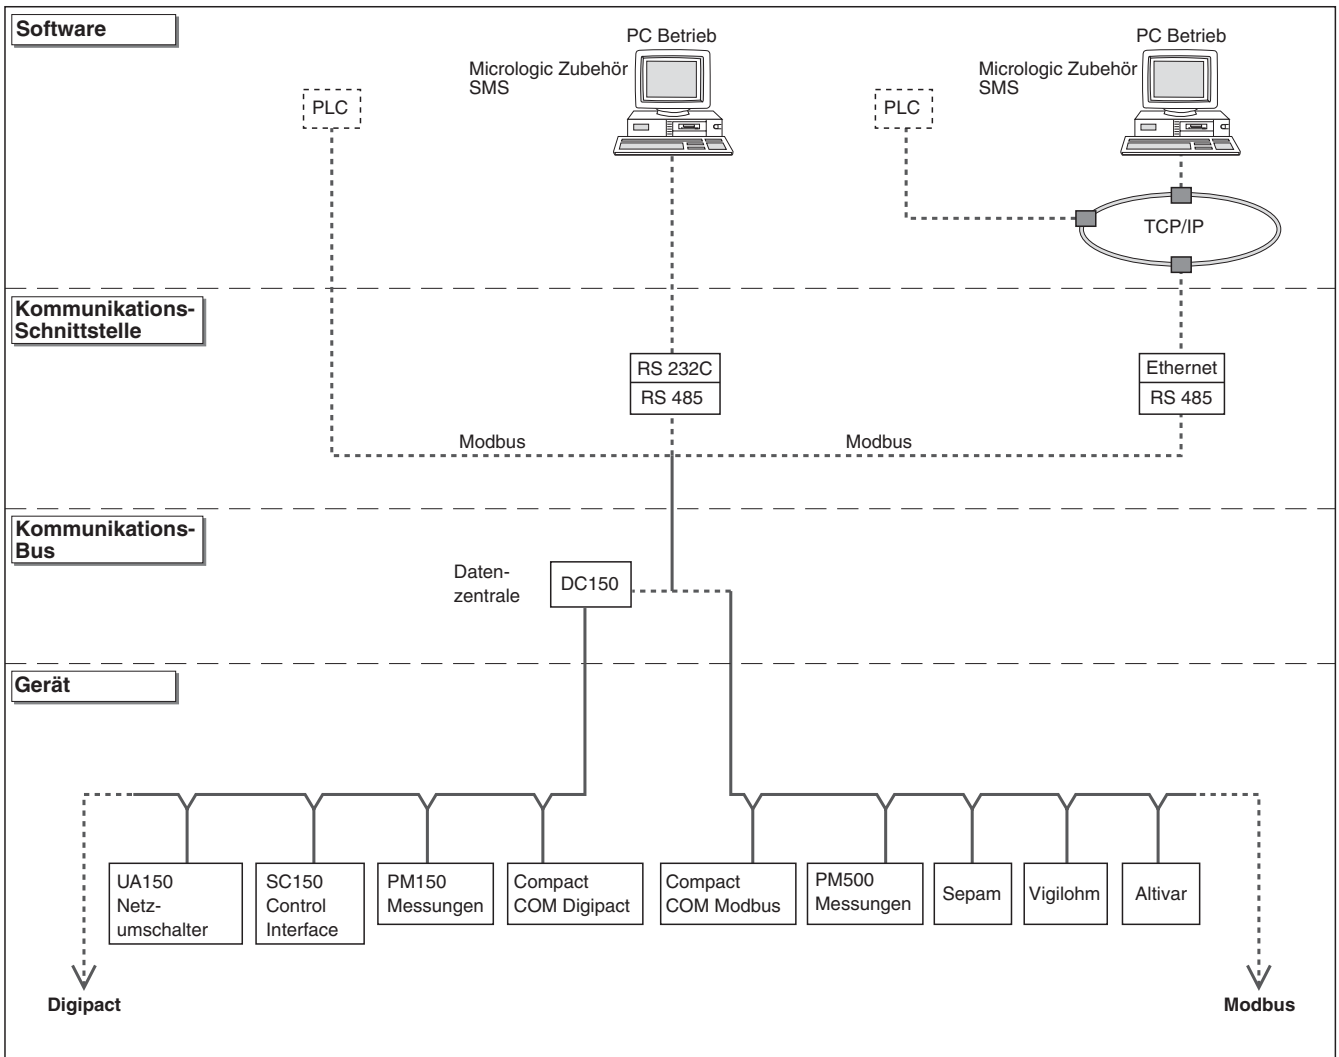 Software
PC Betrieb
PC Betrieb
Micrologic Zubehör
SMS
Micrologic Zubehör
SMS
PLC
PLC
TCP/IP
Kommunikations-
Schnittstelle
RS 232C
RS 485
Ethernet
RS 485
Modbus
Modbus
Kommunikations-
Bus
Daten-
zentrale
DC150
Gerät
UA150
Netz-
umschalter
SC150
Control
Interface
PM150
Messungen
Compact
COM Digipact
Compact
COM Modbus
PM500
Messungen
Sepam
Vigilohm
Altivar
Digipact
Modbus